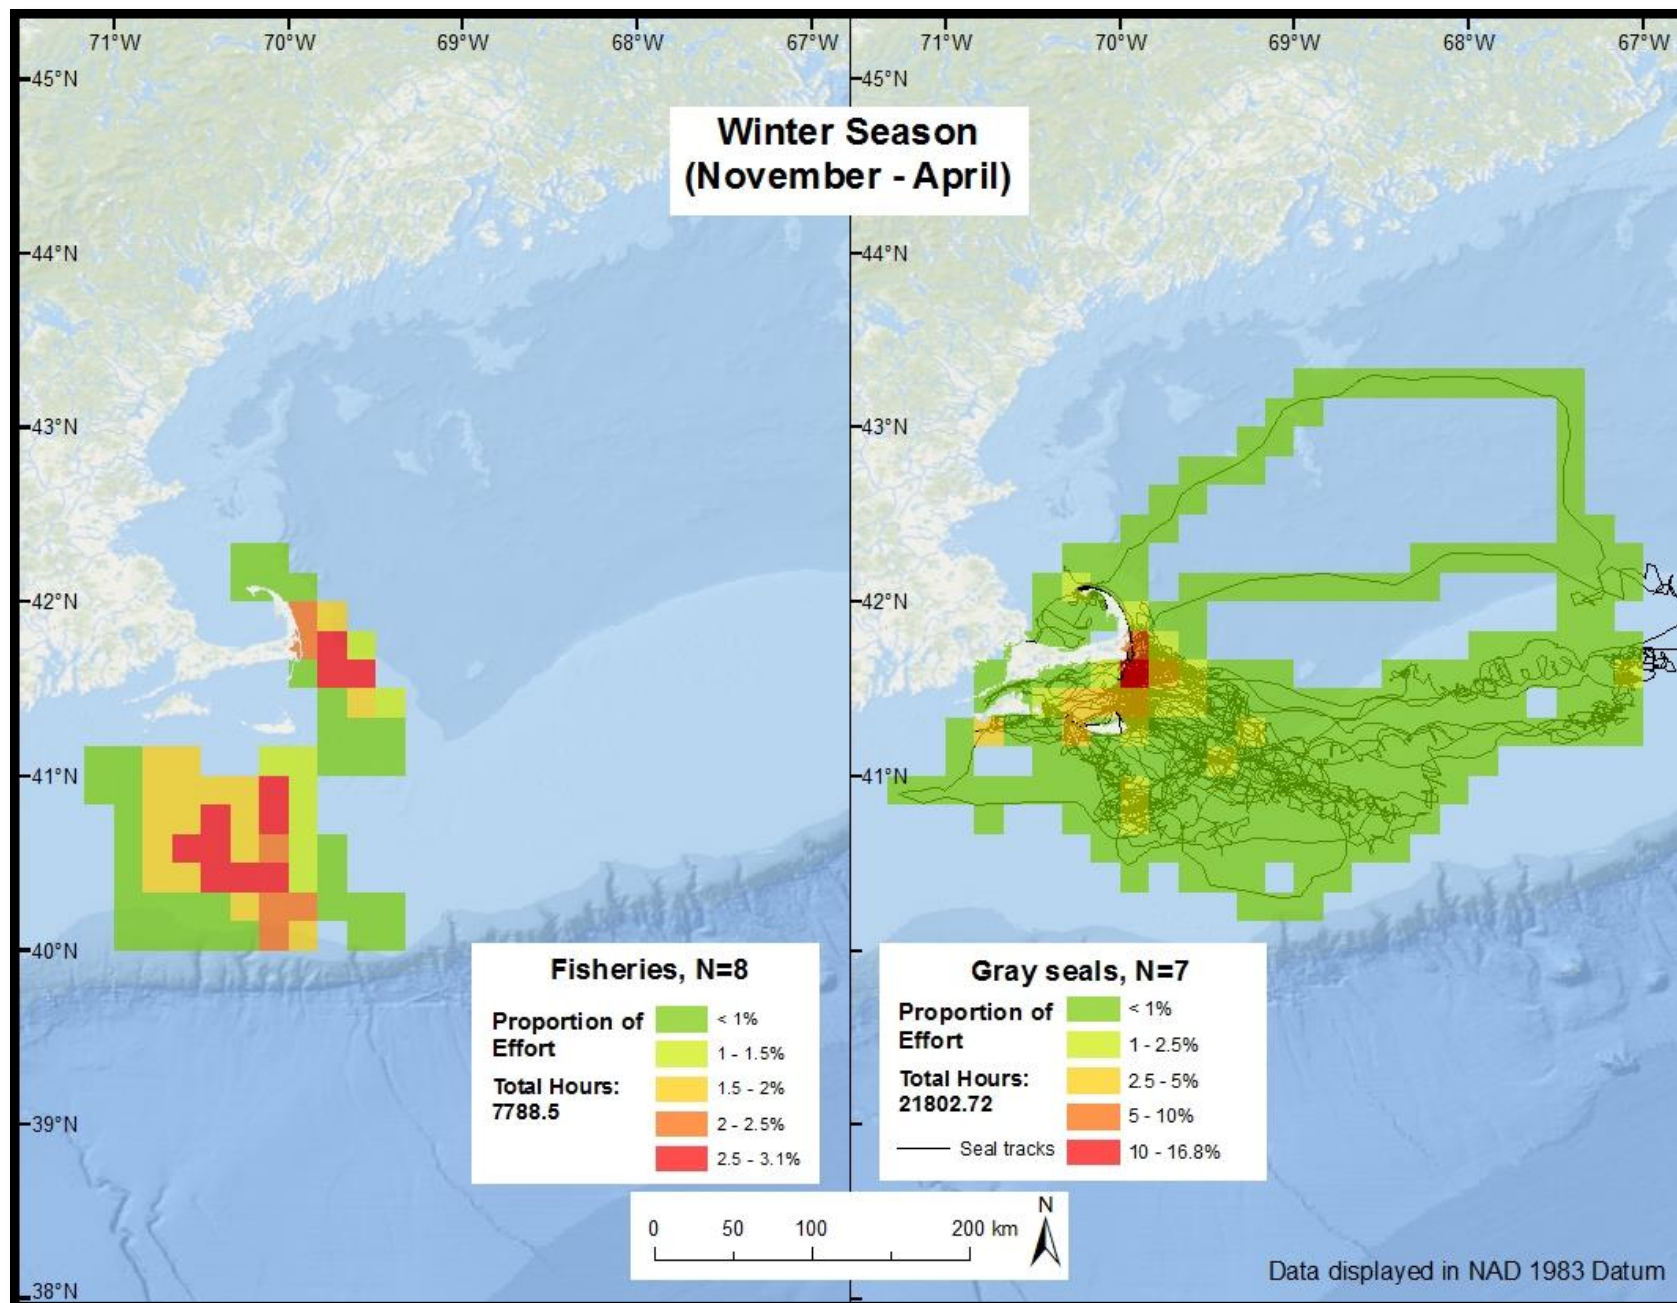 71°W 70°W 69°W 68°W 67°W 71°W 70°W 69°W 68°W 67°W
45°N 45°N
Winter Season
(November - April)
44°N 44°N
43°N 43°N
42°N 42°N
41°N 41°N
40°N
39°N
38°N
Fisheries, N=8
Proportion of
Effort
Total Hours:
7788.5
< 1%
1 - 1.5%
1.5 - 2%
2 - 2.5%
2.5 - 3.1%
Gray seals, N=7
Proportion of
Effort
Total Hours:
21802.72
Seal tracks
< 1%
1 - 2.5%
2.5 - 5%
5 - 10%
10 - 16.8%
0 50 100 200 km
N
Data displayed in NAD 1983 Datum